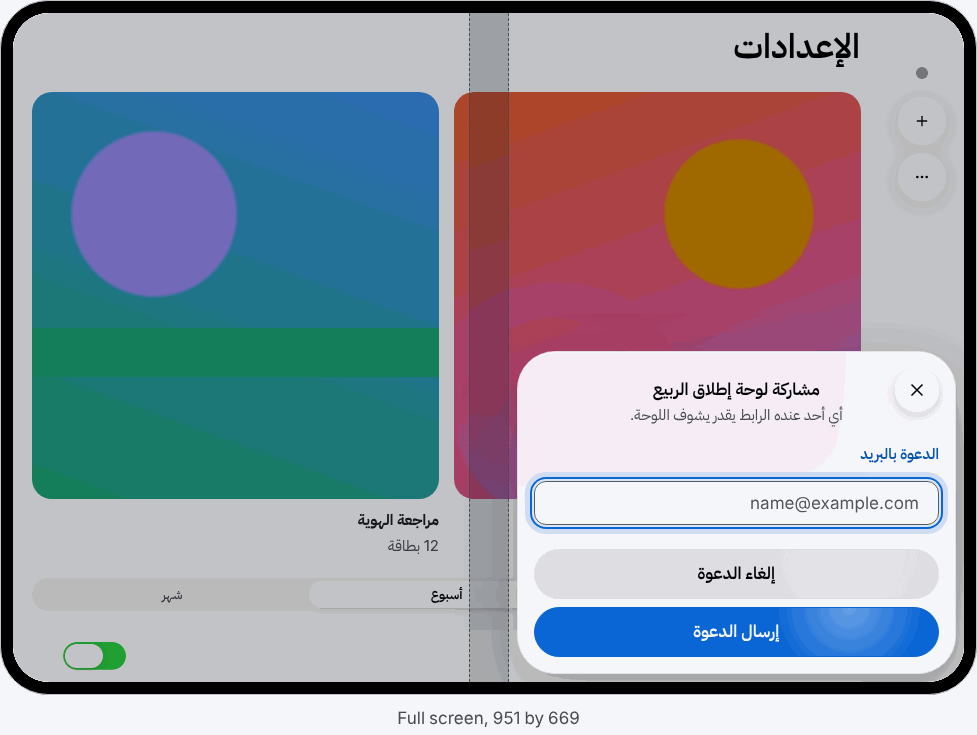 الإعدادات
مشاركة لوحة إطلاق الربيع
أي أحد عنده الرابط يقدر يشوف اللوحة.
الدعوة بالبريد
name@example.com
إلغاء الدعوة
إرسال الدعوة
مراجعة الهوية
12 بطاقة
أسبوع
شهر
Full screen, 951 by 669